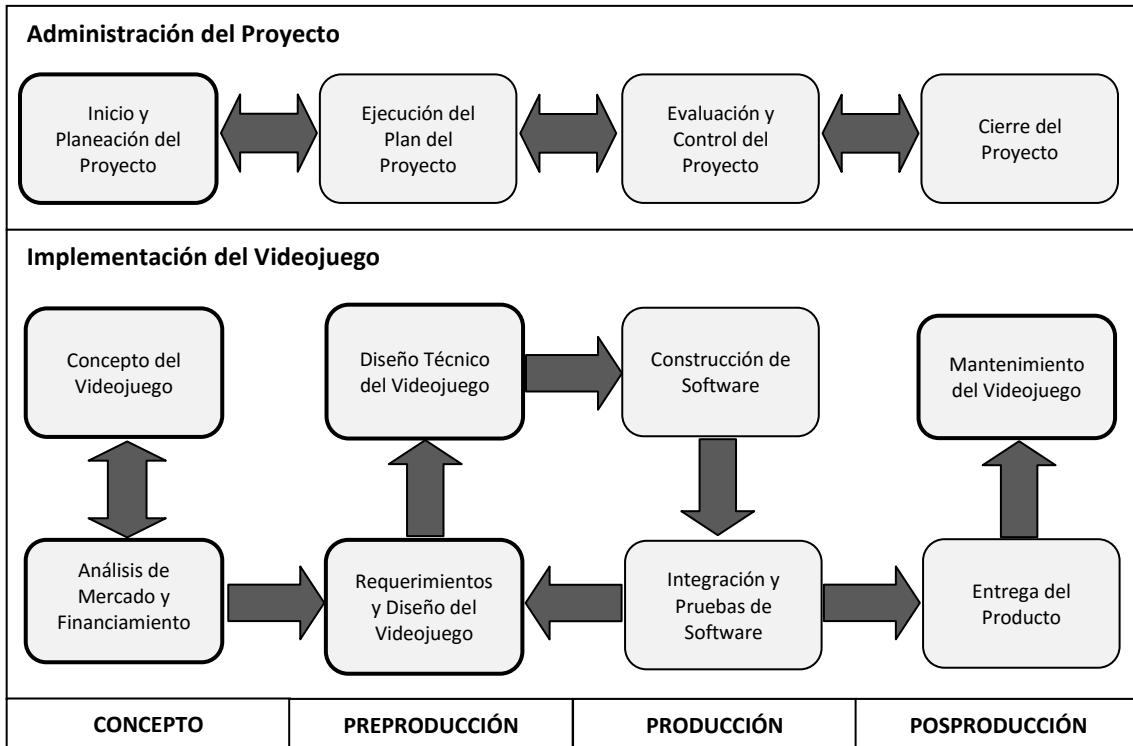 Administración del Proyecto
Inicio y
Planeación del
Proyecto
Ejecución del
Plan del
Proyecto
Evaluación y
Control del
Proyecto
Cierre del
Proyecto
Implementación del Videojuego
Concepto del
Videojuego
Diseño Técnico
del Videojuego
Construcción de
Software
Mantenimiento
del Videojuego
Análisis de
Mercado y
Financiamiento
Requerimientos
y Diseño del
Videojuego
Integración y
Pruebas de
Software
Entrega del
Producto
CONCEPTO
PREPRODUCCIÓN
PRODUCCIÓN
POSPRODUCCIÓN